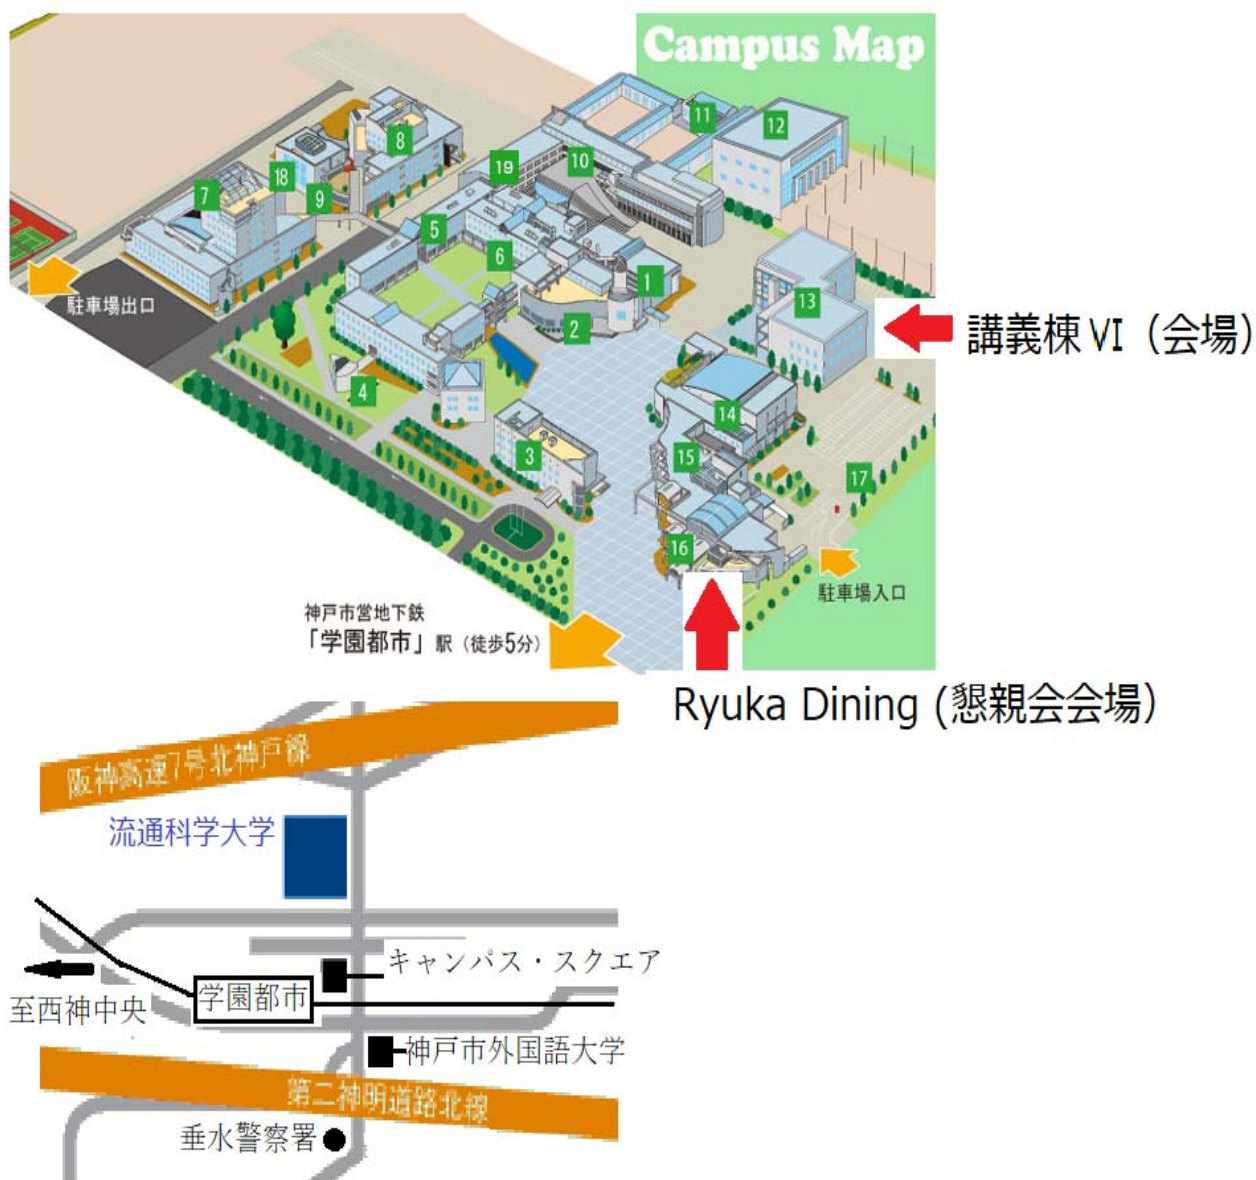 Campus Map
11
12
8
19
10
18
7
9
5
6
1
13
2
駐車場出口
講義棟 VI（会場）
4
14
3
15
17
16
駐車場入口
神戸市営地下鉄
「学園都市」駅（徒歩5分）
Ryuka Dining (懇親会会場）
阪神高速7号北神戸線
流通科学大学
キャンパス・スクエア
学園都市
至西神中央
神戸市外国語大学
第二神明道路北線
垂水警察署